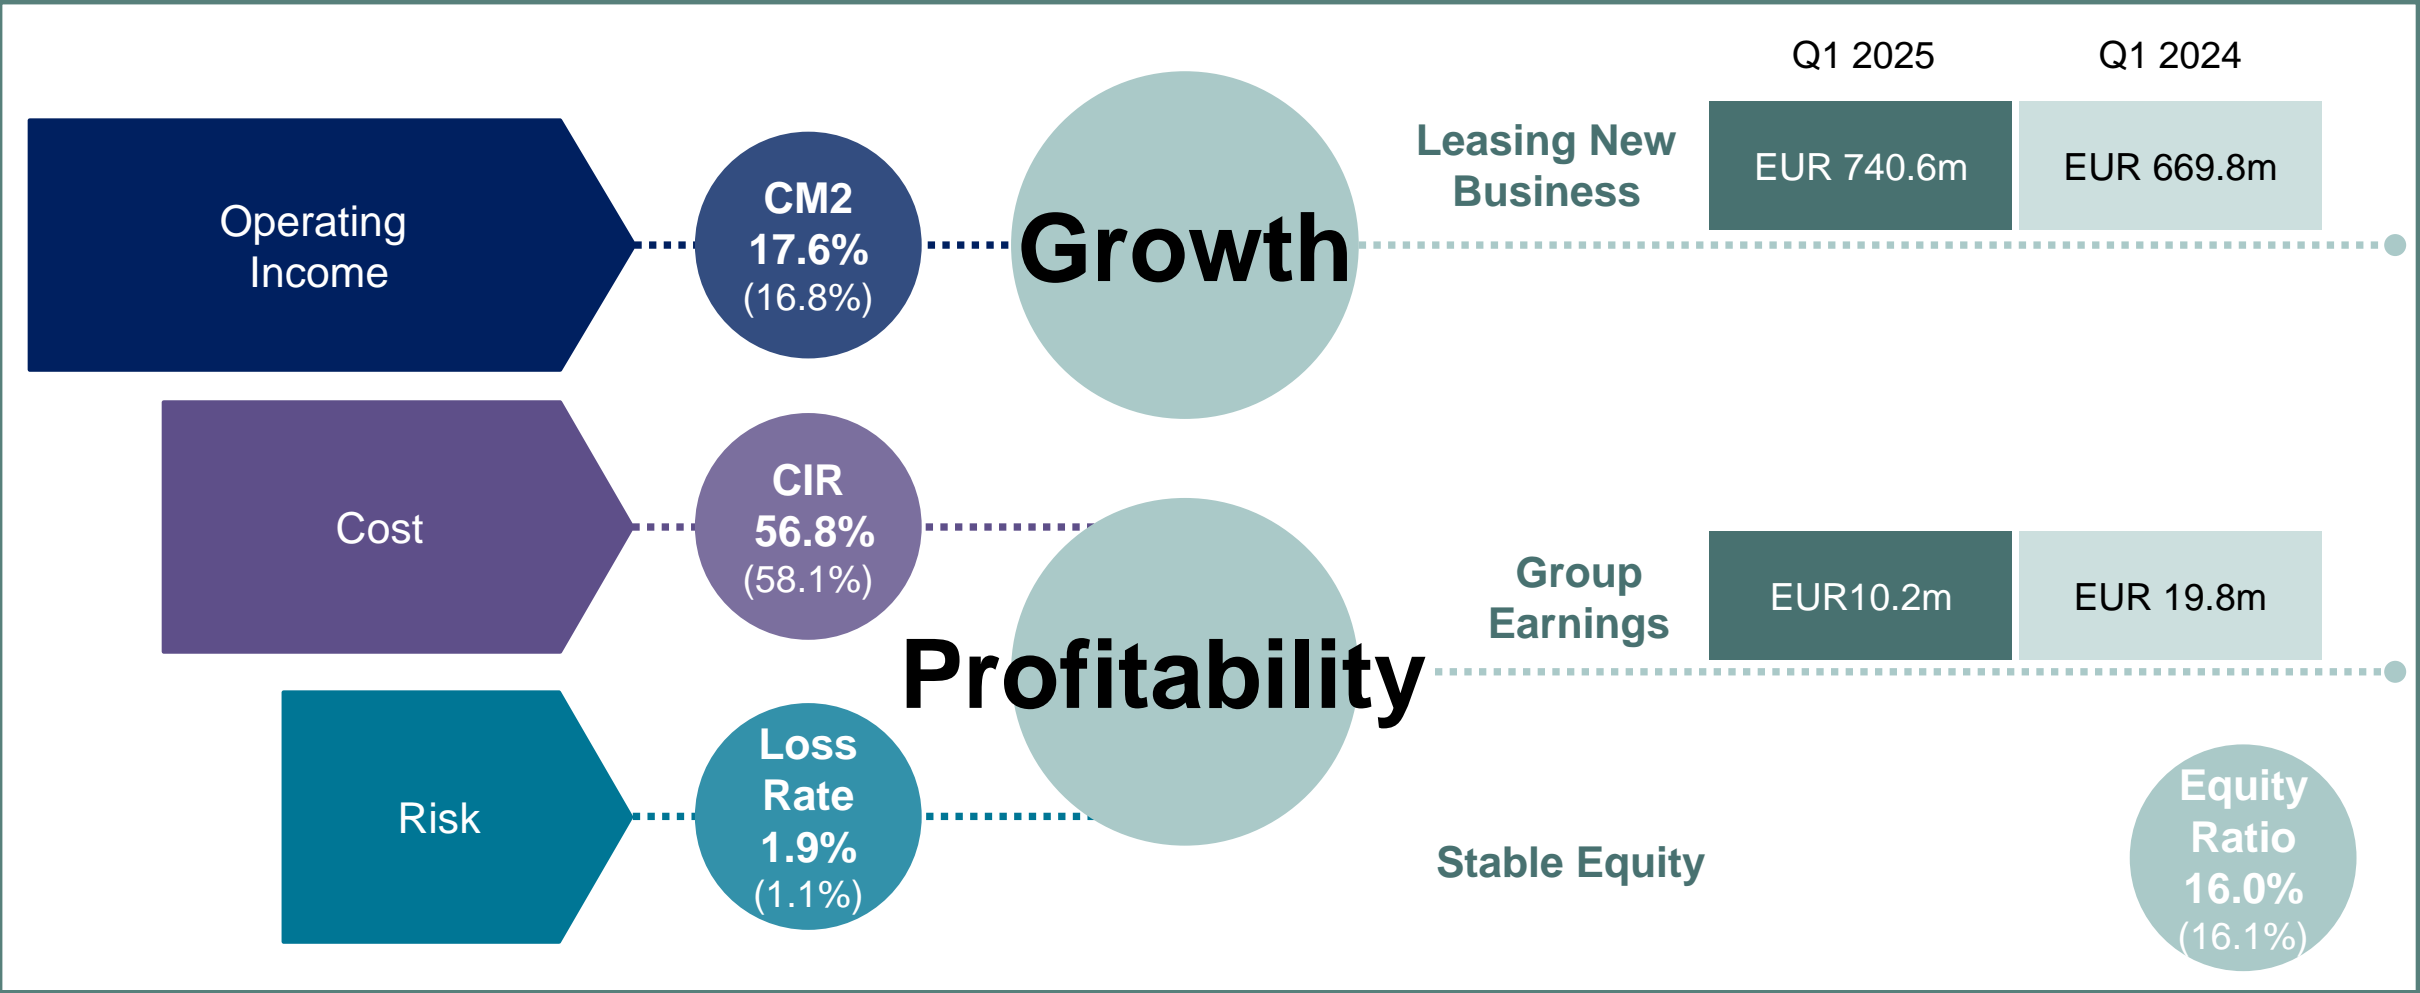 Operating
Income
CM2
17.6%
(16.8%)
Growth
Q1 2025
Q1 2024
Leasing New
Business
EUR 740.6m
EUR 669.8m
Cost
CIR
56.8%
(58.1%)
Profitability
Group
Earnings
EUR10.2m
EUR 19.8m
Risk
Loss
Rate
1.9%
(1.1%)
Stable Equity
Equity
Ratio
16.0%
(16.1%)